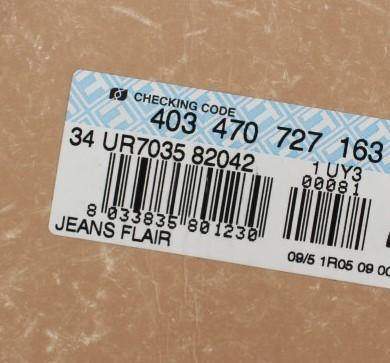 CHECKING CODE
403 470 727 163
34 UR7035 82042
1 UY3
00081
8 033835 801230
JEANS FLAIR
09/5 1R05 09 00